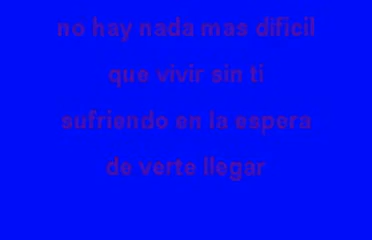 no hay nada mas dificil
que vivir sin ti
sufriendo en la espera
de verte llegar